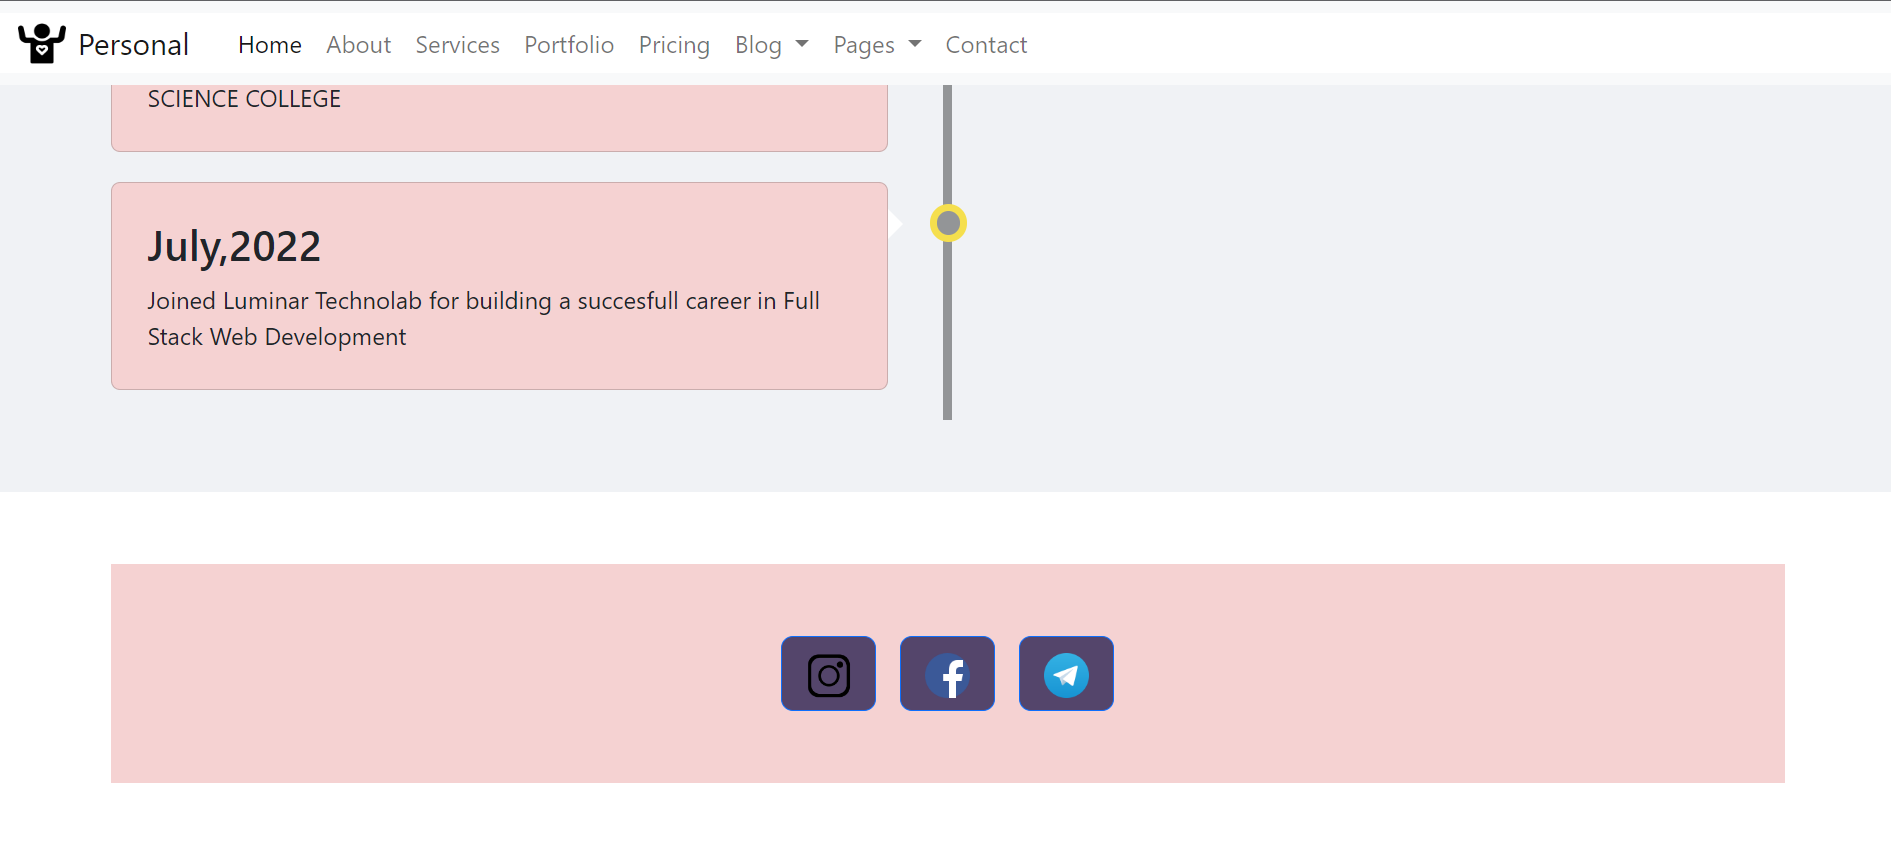 Personal Home About Services Portfolio Pricing Blog Pages Contact
SCIENCE COLLEGE
July,2022
Joined Luminar Technolab for building a succesfull career in Full
Stack Web Development